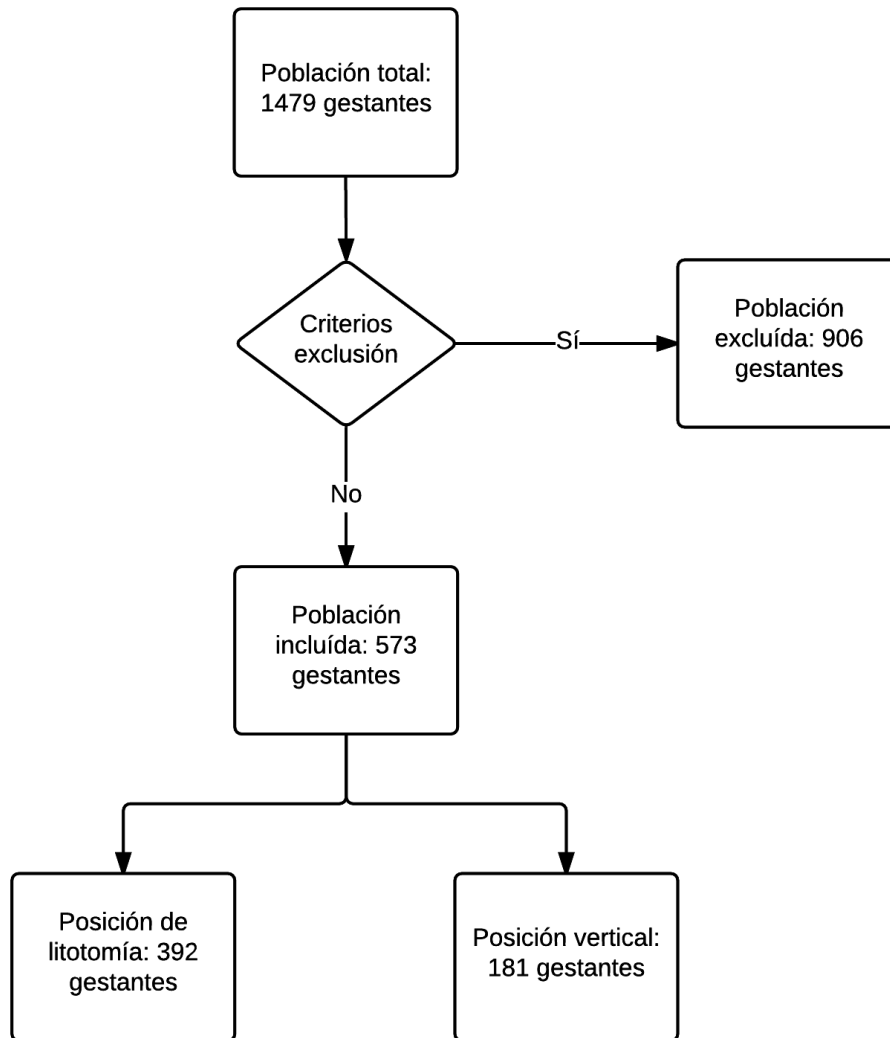 Población total:
1479 gestantes
Criterios
exclusión
Sí
Población
excluída: 906
gestantes
No
Población
incluída: 573
gestantes
Posición de
litotomía: 392
gestantes
Posición vertical:
181 gestantes